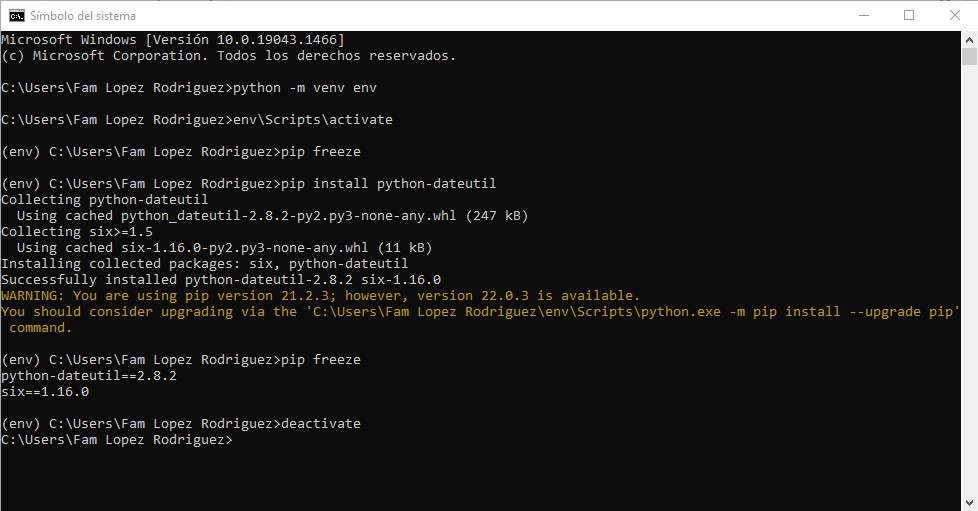 Símbolo del sistema
Microsoft Windows [Versión 10.0.19043.1466]
(c) Microsoft Corporation. Todos los derechos reservados.
C:\Users\Fam Lopez Rodriguez>python -m venv env
C:\Users\Fam Lopez Rodriguez>env\Scripts\activate
(env) C:\Users\Fam Lopez Rodriguez>pip freeze
(env) C:\Users\Fam Lopez Rodriguez>pip install python-dateutil
Collecting python-dateutil
  Using cached python_dateutil-2.8.2-py2.py3-none-any.whl (247 kB)
Collecting six>=1.5
  Using cached six-1.16.0-py2.py3-none-any.whl (11 kB)
Installing collected packages: six, python-dateutil
Successfully installed python-dateutil-2.8.2 six-1.16.0
WARNING: You are using pip version 21.2.3; however, version 22.0.3 is available.
You should consider upgrading via the 'C:\Users\Fam Lopez Rodriguez\env\Scripts\python.exe -m pip install --upgrade pip'
 command.
(env) C:\Users\Fam Lopez Rodriguez>pip freeze
python-dateutil==2.8.2
six==1.16.0
(env) C:\Users\Fam Lopez Rodriguez>deactivate
C:\Users\Fam Lopez Rodriguez>